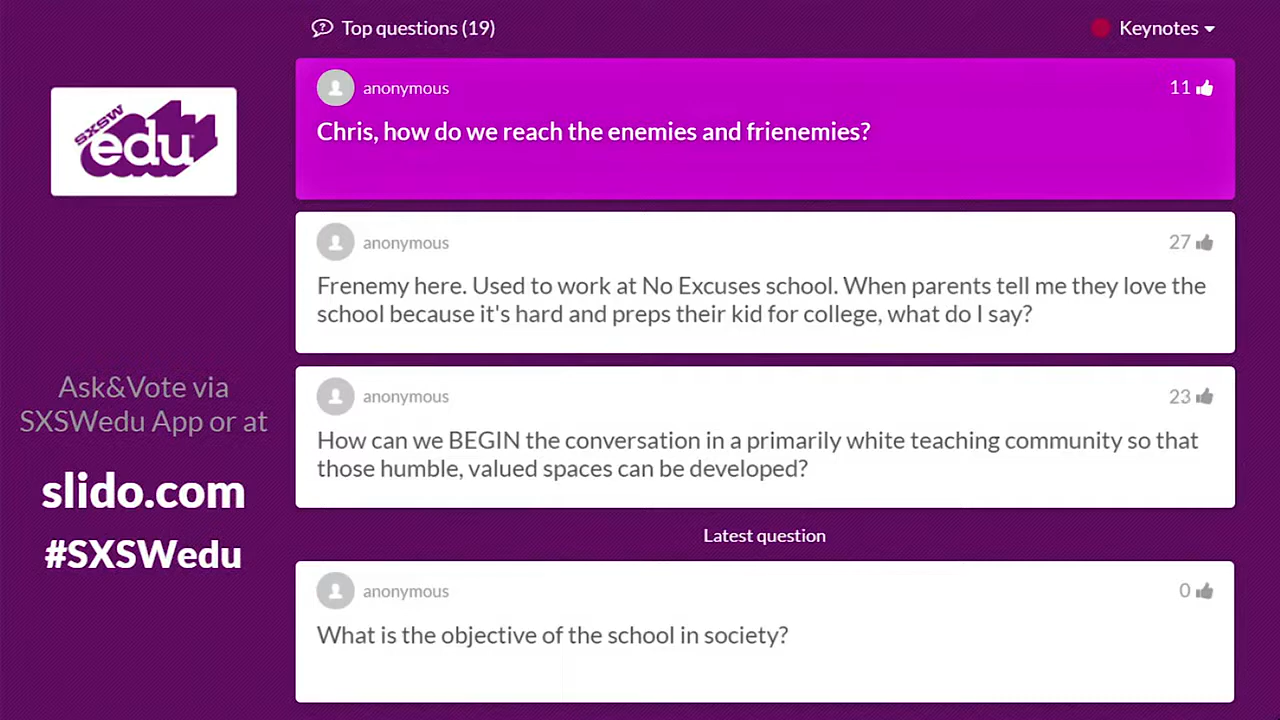 Top questions (19)
Keynotes
SXSW
edu
anonymous
11
Chris, how do we reach the enemies and frienemies?
anonymous
27
Frenemy here. Used to work at No Excuses school. When parents tell me they love the
school because it's hard and preps their kid for college, what do I say?
anonymous
23
How can we BEGIN the conversation in a primarily white teaching community so that
those humble, valued spaces can be developed?
Ask&Vote via
SXSWedu App or at
slido.com
#SXSWedu
Latest question
anonymous
0
What is the objective of the school in society?